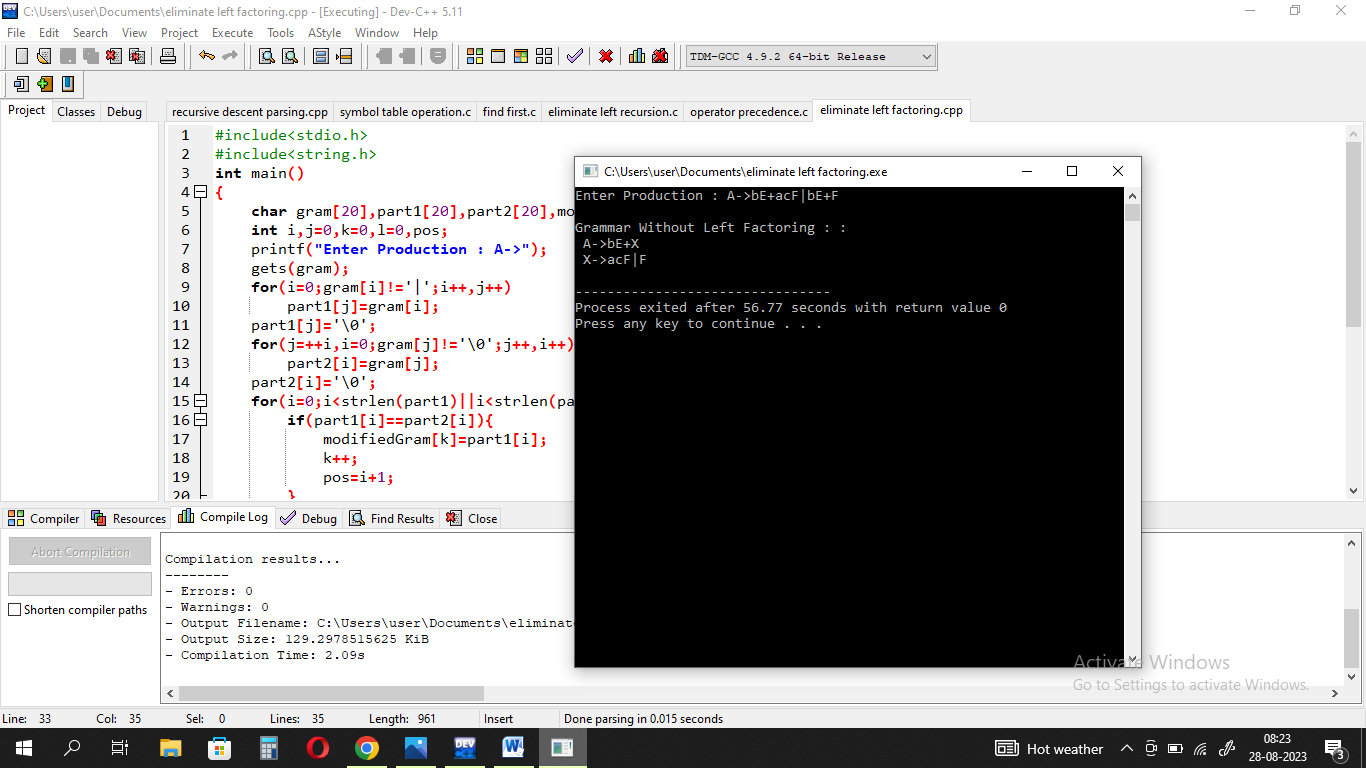 C:\Users\user\Documents\eliminate left factoring.cpp - [Executing] - Dev-C++ 5.11
File Edit Search View Project Execute Tools AStyle Window Help
TDM-GCC 4.9.2 64-bit Release
Project Classes Debug
recursive descent parsing.cpp symbol table operation.c find first.c eliminate left recursion.c operator precedence.c eliminate left factoring.cpp
1 #include<stdio.h>
2 #include<string.h>
3 int main()
4 {
5 char gram[20],part1[20],part2[20],mo
6 int i,j=0,k=0,l=0,pos;
7 printf("Enter Production : A->");
8 gets(gram);
9 for(i=0;gram[i]!='|';i++,j++)
10 part1[j]=gram[i];
11 part1[j]='\0';
12 for(j=++i,i=0;gram[j]!='\0';j++,i++)
13 part2[i]=gram[j];
14 part2[i]='\0';
15 for(i=0;i<strlen(part1)||i<strlen(pa
16 if(part1[i]==part2[i]){
17 modifiedGram[k]=part1[i];
18 k++;
19 pos=i+1;
20 }
C:\Users\user\Documents\eliminate left factoring.exe
Enter Production : A->bE+acF|bE+F
Grammar Without Left Factoring : :
A->bE+X
X->acF|F
--------------------------------
Process exited after 56.77 seconds with return value 0
Press any key to continue . . .
Compiler Resources Compile Log Debug Find Results Close
Abort Compilation
Shorten compiler paths
Compilation results...
--------
- Errors: 0
- Warnings: 0
- Output Filename: C:\Users\user\Documents\eliminat
- Output Size: 129.2978515625 KiB
- Compilation Time: 2.09s
Activate Windows
Go to Settings to activate Windows.
Line: 33 Col: 35 Sel: 0 Lines: 35 Length: 961 Insert Done parsing in 0.015 seconds
DEV
Hot weather
08:23
28-08-2023
3